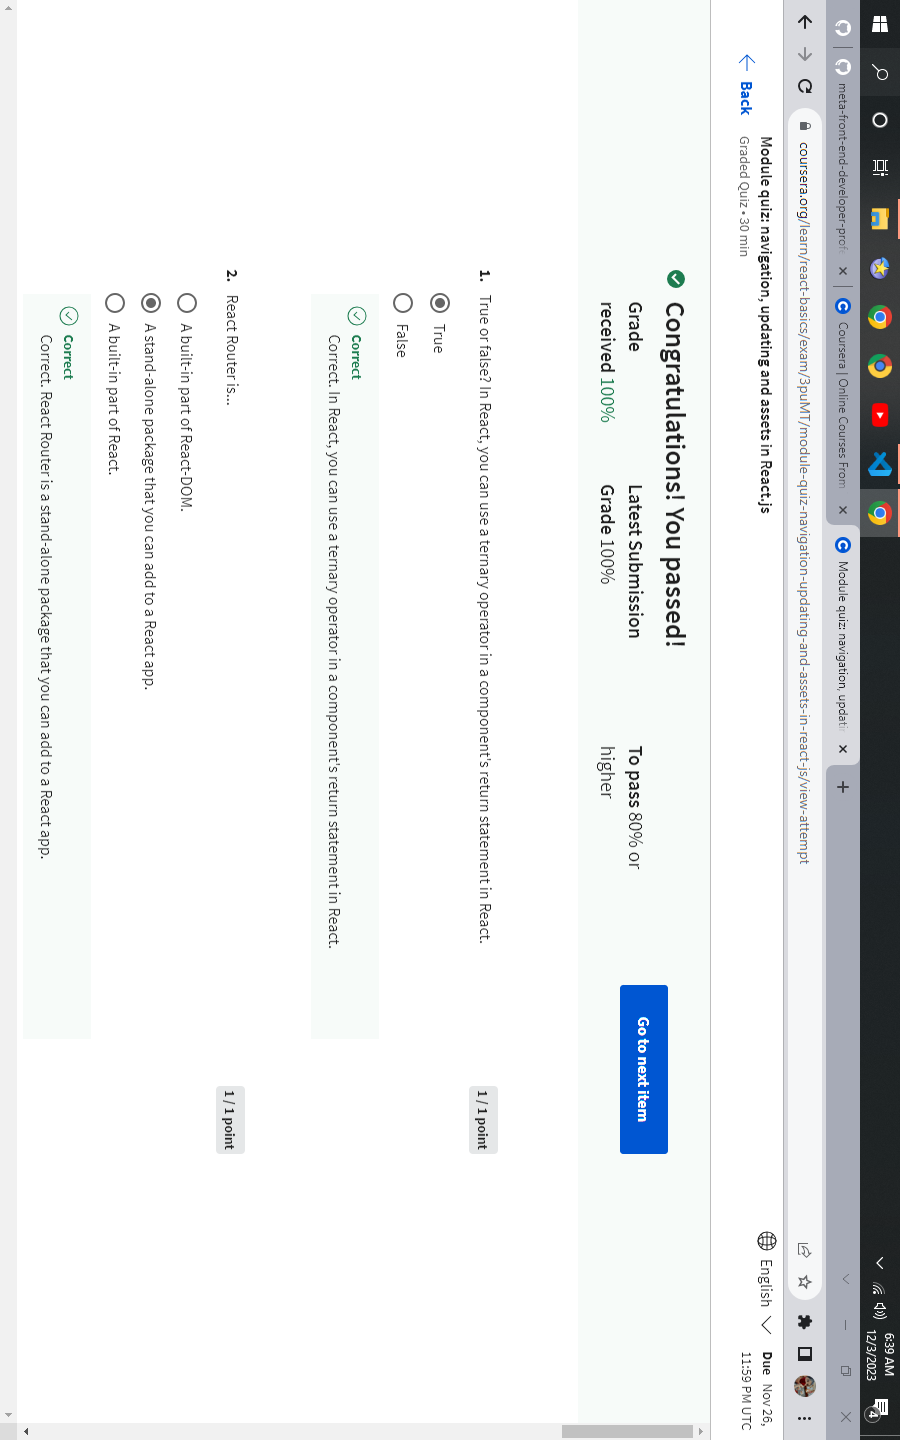 meta-front-end-developer-profe
Coursera | Online Courses From
Module quiz: navigation, updatin
coursera.org/learn/react-basics/exam/3puMT/module-quiz-navigation-updating-and-assets-in-react-js/view-attempt
Back
Module quiz: navigation, updating and assets in React.js
Graded Quiz • 30 min
English
Due Nov 26,
11:59 PM UTC
Congratulations! You passed!
Grade
received 100%
Latest Submission
Grade 100%
To pass 80% or
higher
Go to next item
1. True or false? In React, you can use a ternary operator in a component's return statement in React.
1 / 1 point
True
False
Correct
Correct. In React, you can use a ternary operator in a component's return statement in React.
2. React Router is...
1 / 1 point
A built-in part of React-DOM.
A stand-alone package that you can add to a React app.
A built-in part of React.
Correct
Correct. React Router is a stand-alone package that you can add to a React app.
6:39 AM
12/3/2023
4